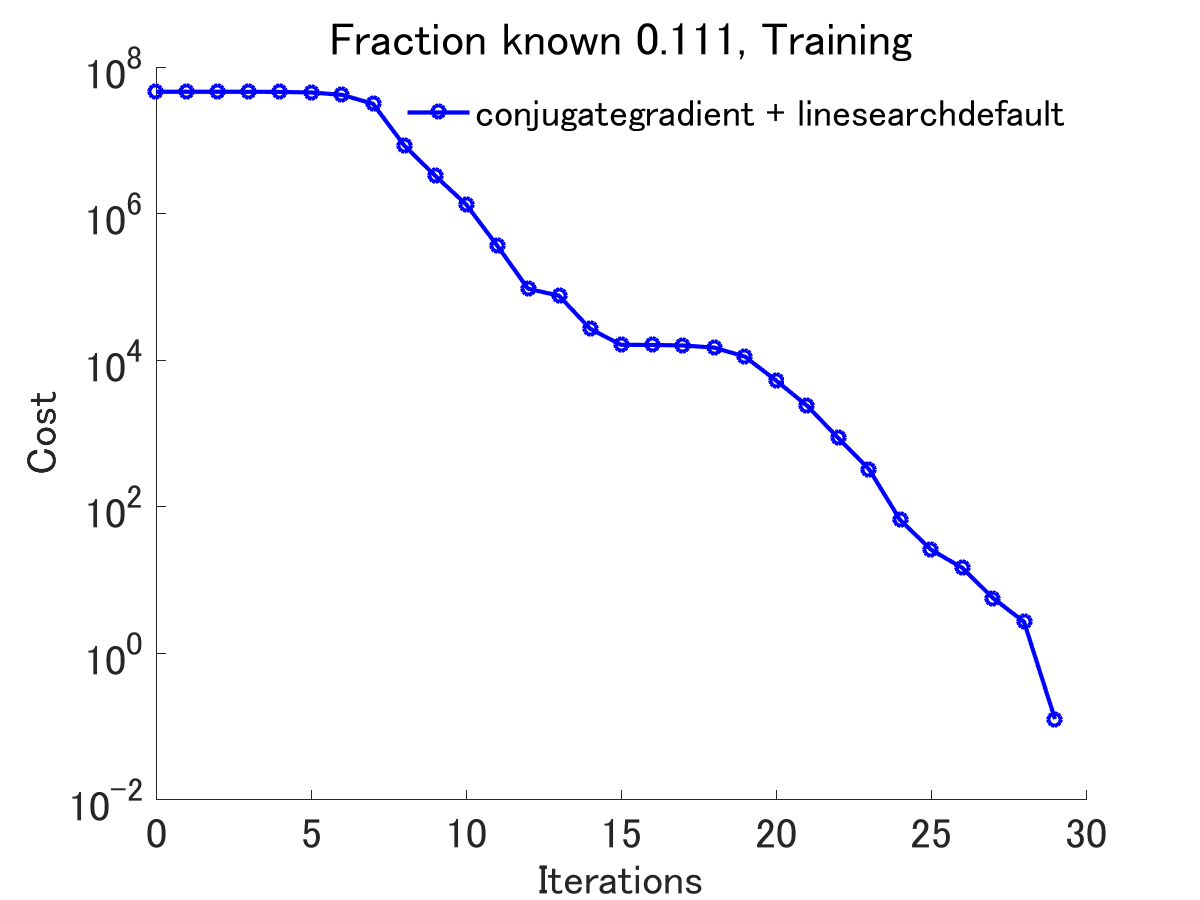 Fraction known 0.111, Training
conjugategradient + linesearchdefault
10^8
10^6
10^4
10^2
10^0
10^-2
Cost
0 5 10 15 20 25 30
Iterations